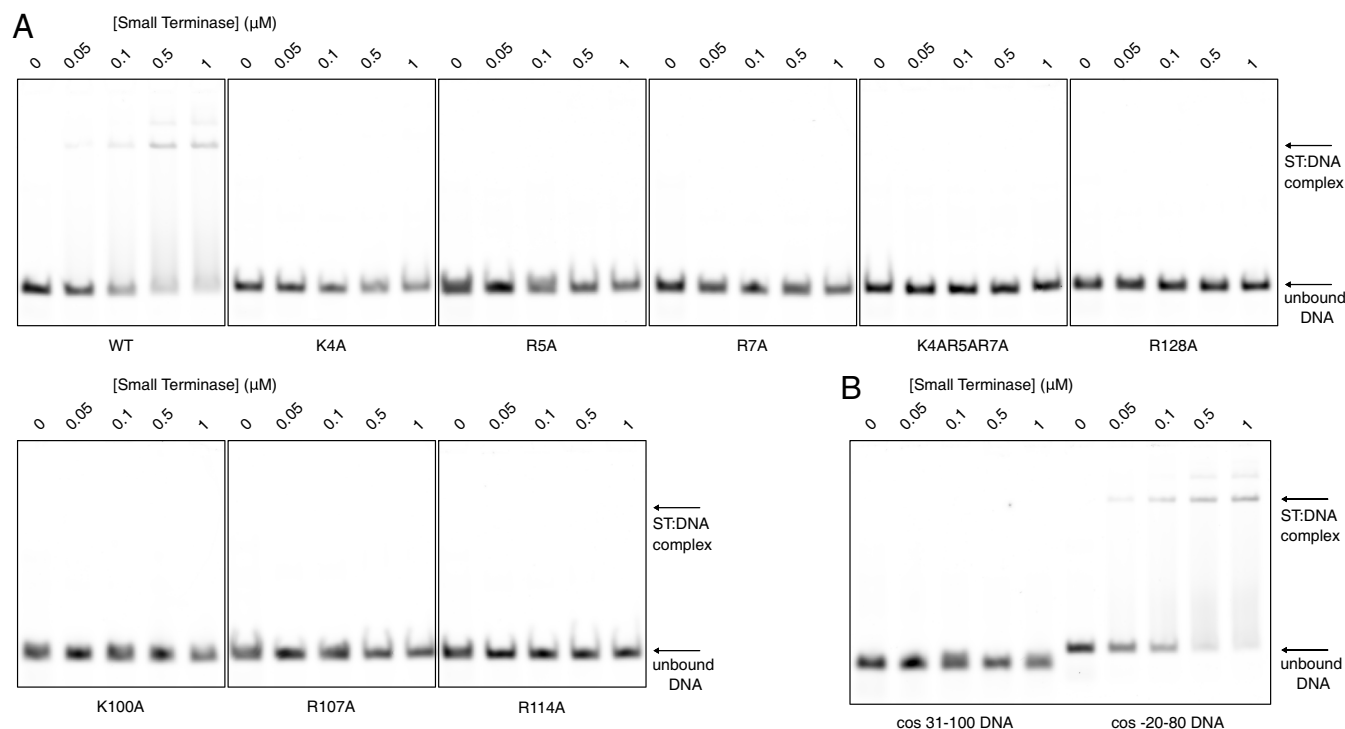 A
[Small Terminase] (µM)
0 0.05 0.1 0.5 1 0 0.05 0.1 0.5 1 0 0.05 0.1 0.5 1 0 0.05 0.1 0.5 1 0 0.05 0.1 0.5 1 0 0.05 0.1 0.5 1
ST:DNA
complex
unbound
DNA
WT K4A R5A R7A K4AR5AR7A R128A
[Small Terminase] (µM)
0 0.05 0.1 0.5 1 0 0.05 0.1 0.5 1 0 0.05 0.1 0.5 1
ST:DNA
complex
unbound
DNA
K100A R107A R114A
B
[Small Terminase] (µM)
0 0.05 0.1 0.5 1 0 0.05 0.1 0.5 1
ST:DNA
complex
unbound
DNA
cos 31-100 DNA cos -20-80 DNA